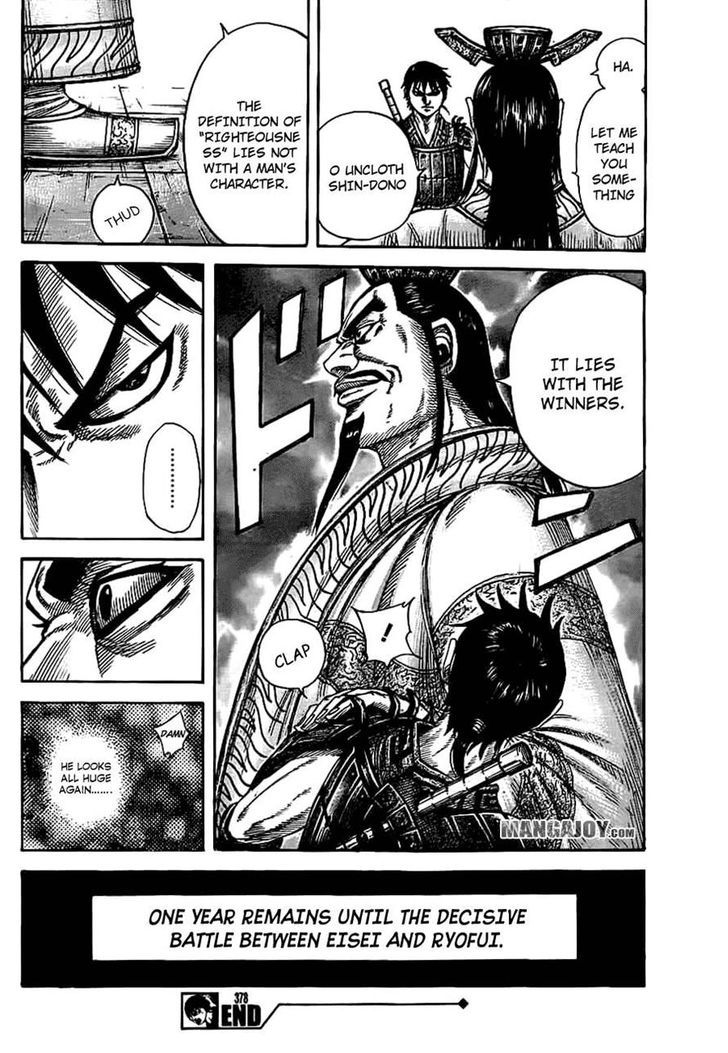 HA.
LET ME
TEACH
YOU
SOME-
THING
O UNCLOTH
SHIN-DONO
THE
DEFINITION OF
"RIGHTEOUSNE
SS" LIES NOT
WITH A MAN'S
CHARACTER.
THUD
IT LIES
WITH THE
WINNERS.
ドン
!
CLAP
.........
DAMN
HE LOOKS
ALL HUGE
AGAIN.......
MANGAJOY.COM
ONE YEAR REMAINS UNTIL THE DECISIVE
BATTLE BETWEEN EISEI AND RYOFUI.
378
END